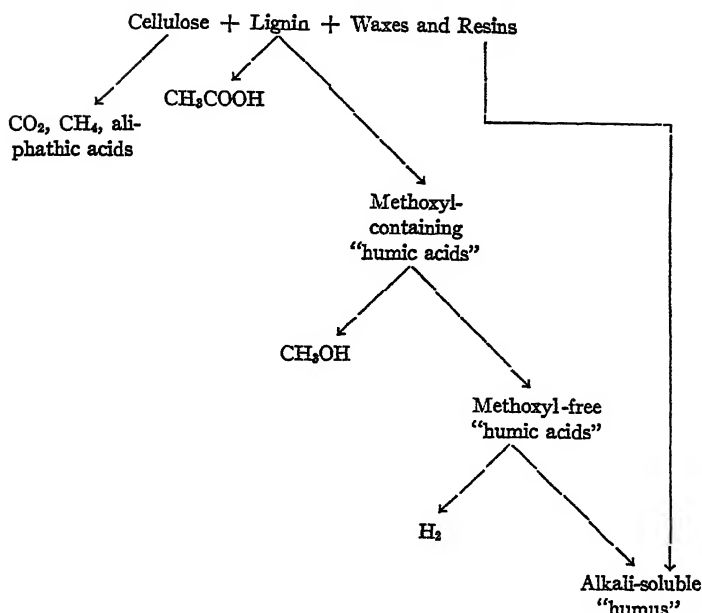 Cellulose + Lignin + Waxes and Resins
CH₃COOH
CO₂, CH₄, ali-
phathic acids
Methoxyl-
containing
“humic acids”
CH₃OH
Methoxyl-free
“humic acids”
H₂
Alkali-soluble
“humus”